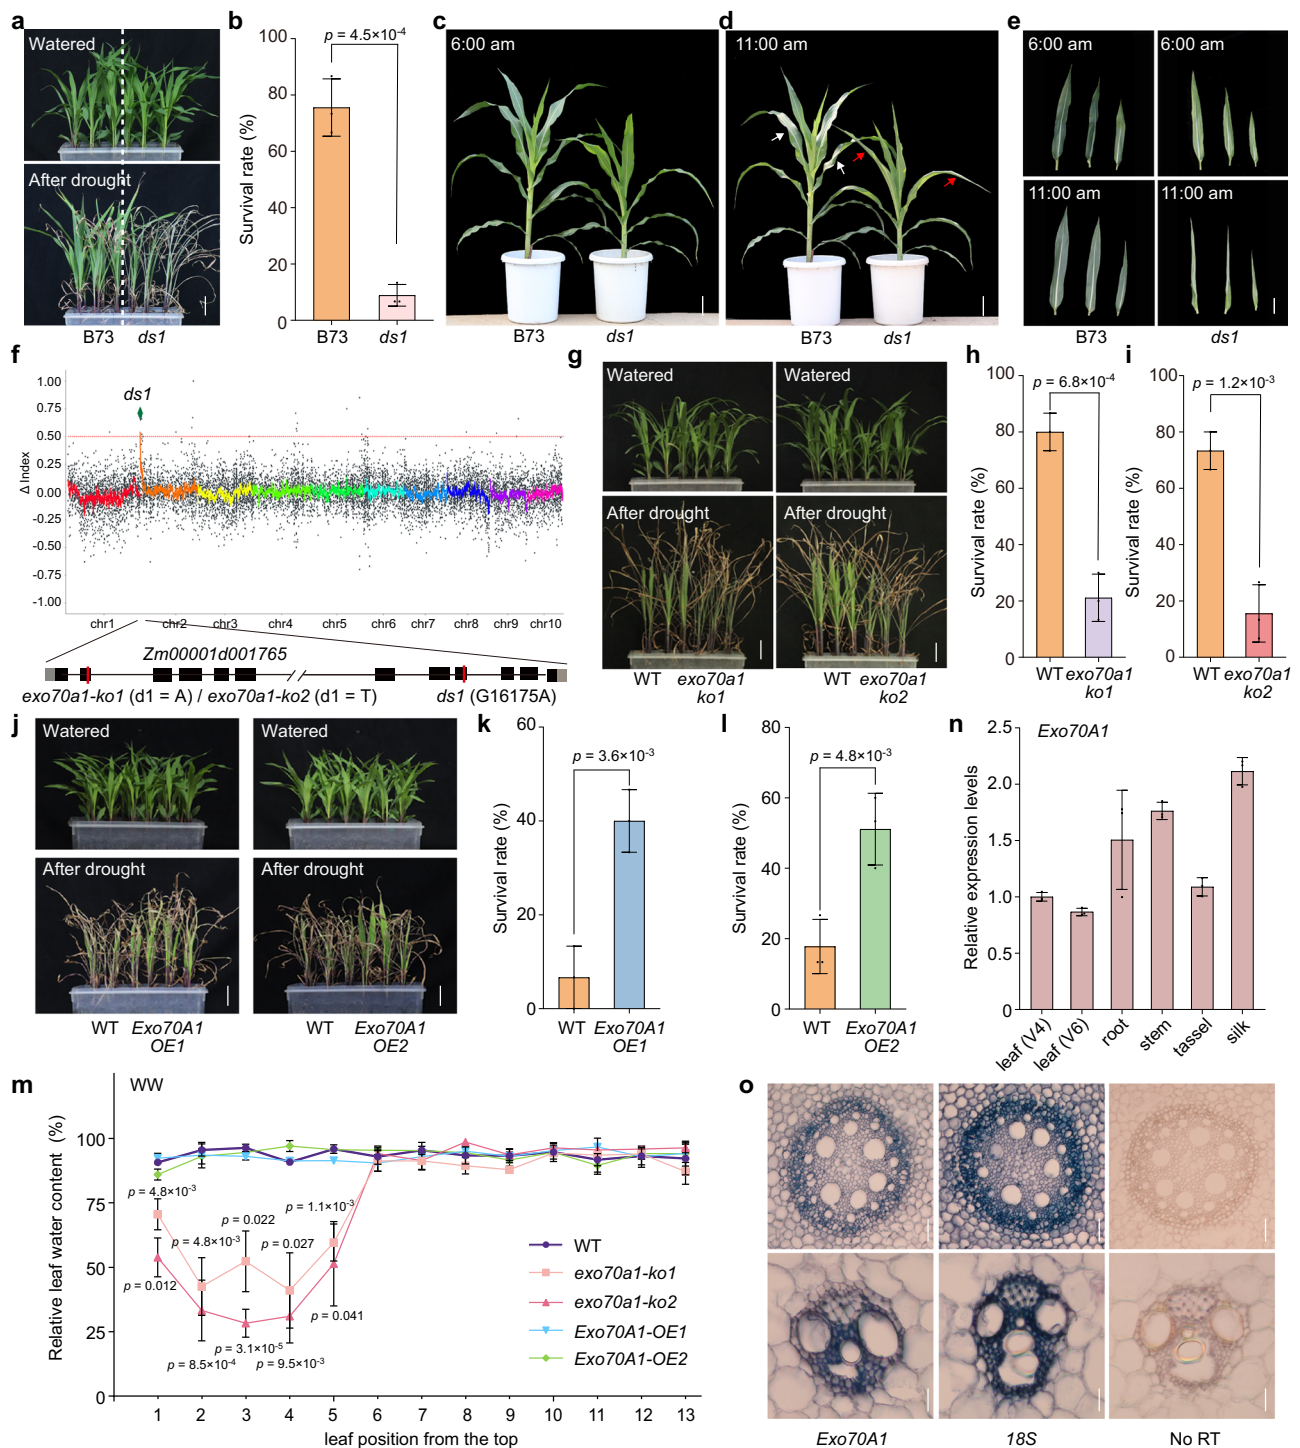 a
Watered
After drought
B73 ds1
b
p = 4.5×10-4
Survival rate (%)
100
80
60
40
20
0
B73 ds1
c
6:00 am
B73 ds1
d
11:00 am
B73 ds1
e
6:00 am 6:00 am
11:00 am 11:00 am
B73 ds1
f
ds1
Δ Index
1.00
0.75
0.50
0.25
0.00
-0.25
-0.50
-0.75
-1.00
chr1 chr2 chr3 chr4 chr5 chr6 chr7 chr8 chr9 chr10
Zm00001d001765
exo70a1-ko1 (d1 = A) / exo70a1-ko2 (d1 = T) ds1 (G16175A)
g
Watered Watered
After drought After drought
WT exo70a1 WT exo70a1
ko1 ko2
h
p = 6.8×10-4
Survival rate (%)
100
80
60
40
20
0
WT exo70a1
ko1
i
p = 1.2×10-3
Survival rate (%)
100
80
60
40
20
0
WT exo70a1
ko2
j
Watered Watered
After drought After drought
WT Exo70A1 WT Exo70A1
OE1 OE2
k
p = 3.6×10-3
Survival rate (%)
60
40
20
0
WT Exo70A1
OE1
l
p = 4.8×10-3
Survival rate (%)
80
60
40
20
0
WT Exo70A1
OE2
n
Exo70A1
Relative expression levels
2.5
2.0
1.5
1.0
0.5
0
leaf (V4) leaf (V6) root stem tassel silk
m
WW
Relative leaf water content (%)
100
75
50
25
0
p = 4.8×10-3
p = 4.8×10-3
p = 0.022
p = 0.027
p = 1.1×10-3
p = 0.012
p = 8.5×10-4
p = 3.1×10-5
p = 9.5×10-3
p = 0.041
WT
exo70a1-ko1
exo70a1-ko2
Exo70A1-OE1
Exo70A1-OE2
1 2 3 4 5 6 7 8 9 10 11 12 13
leaf position from the top
o
Exo70A1 18S No RT